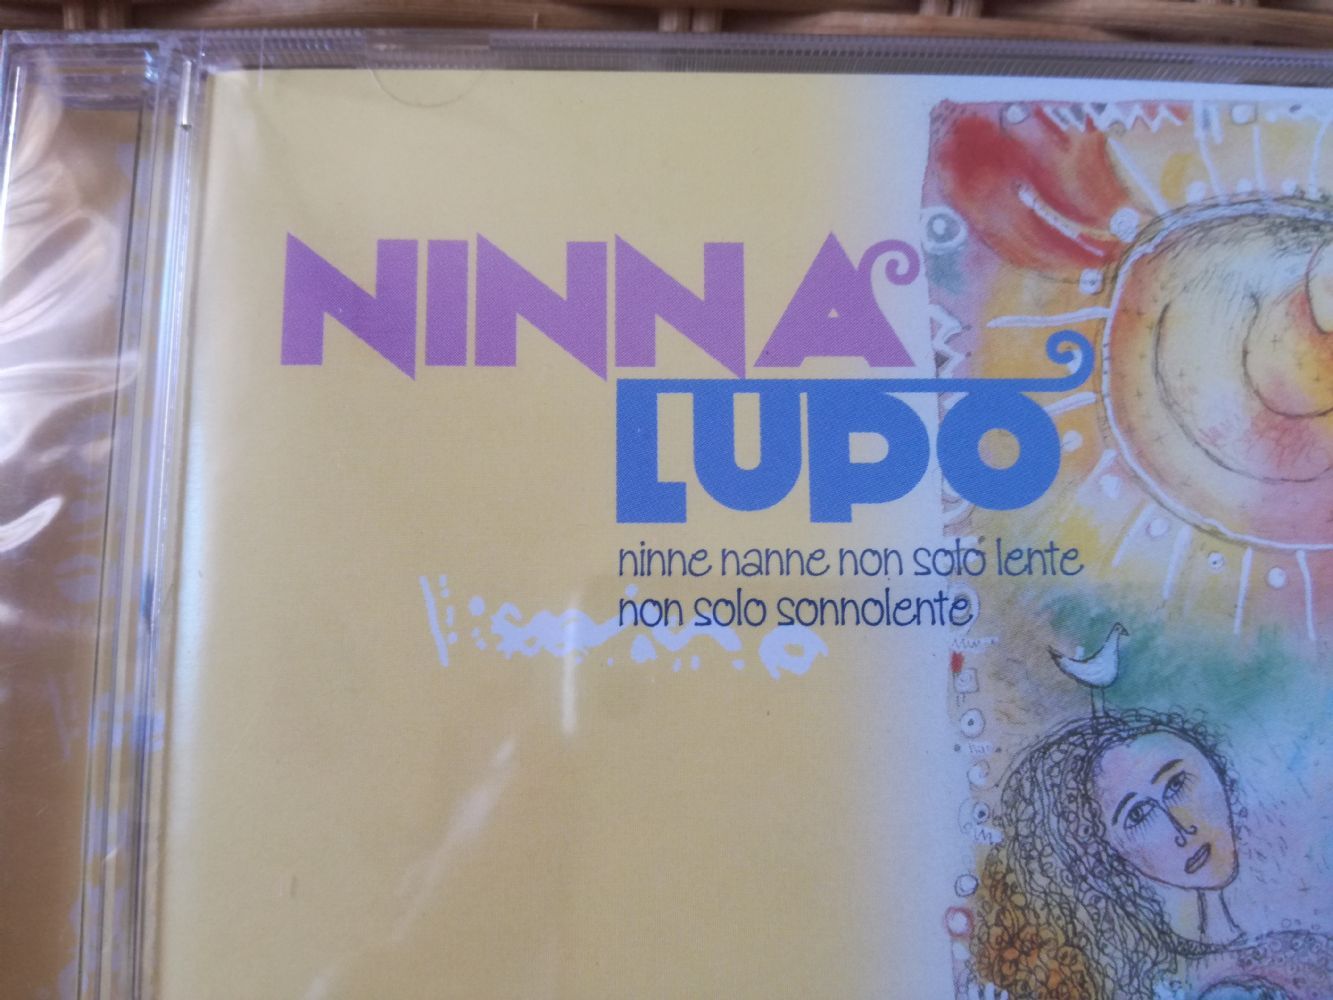 NINNA
LUPO
ninne nanne non solo lente
non solo sonnolente